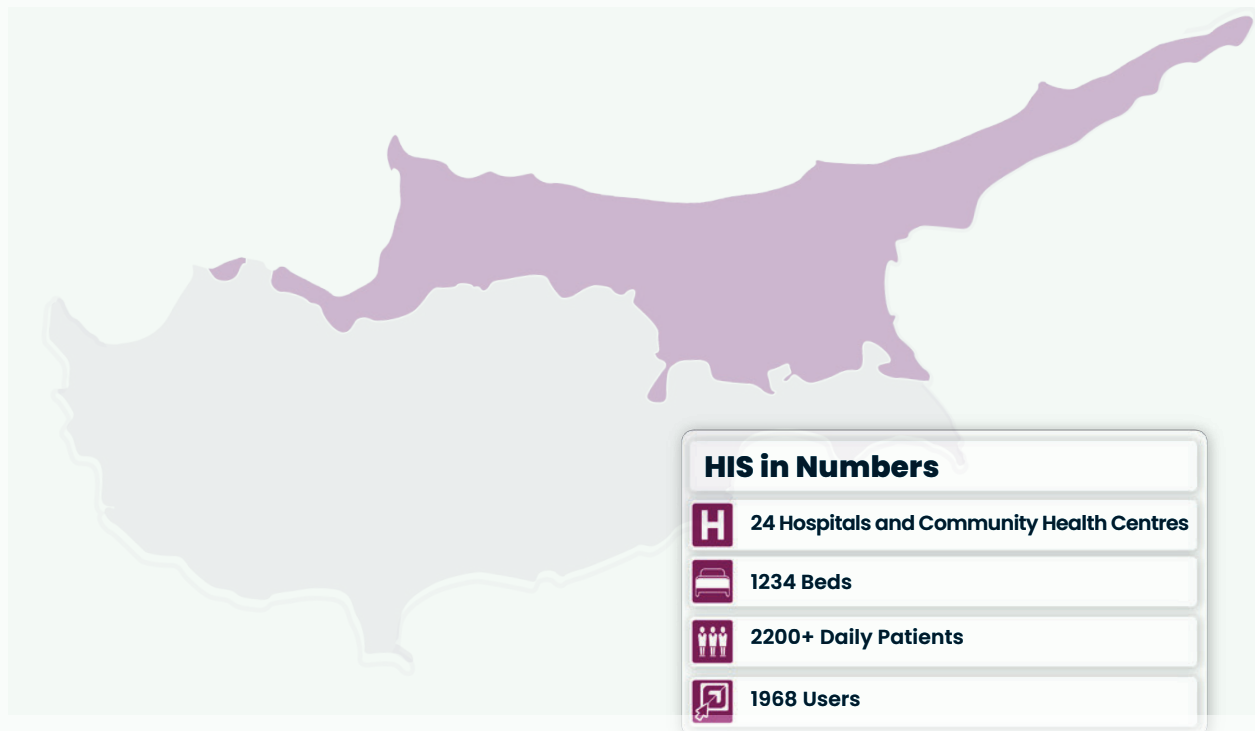 HIS in Numbers
24 Hospitals and Community Health Centres
1234 Beds
2200+ Daily Patients
1968 Users